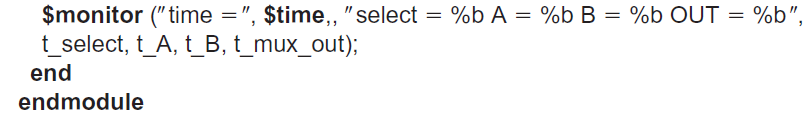 $monitor ("time =", $time,, "select = %b A = %b B = %b OUT = %b",
t_select, t_A, t_B, t_mux_out);
end
endmodule